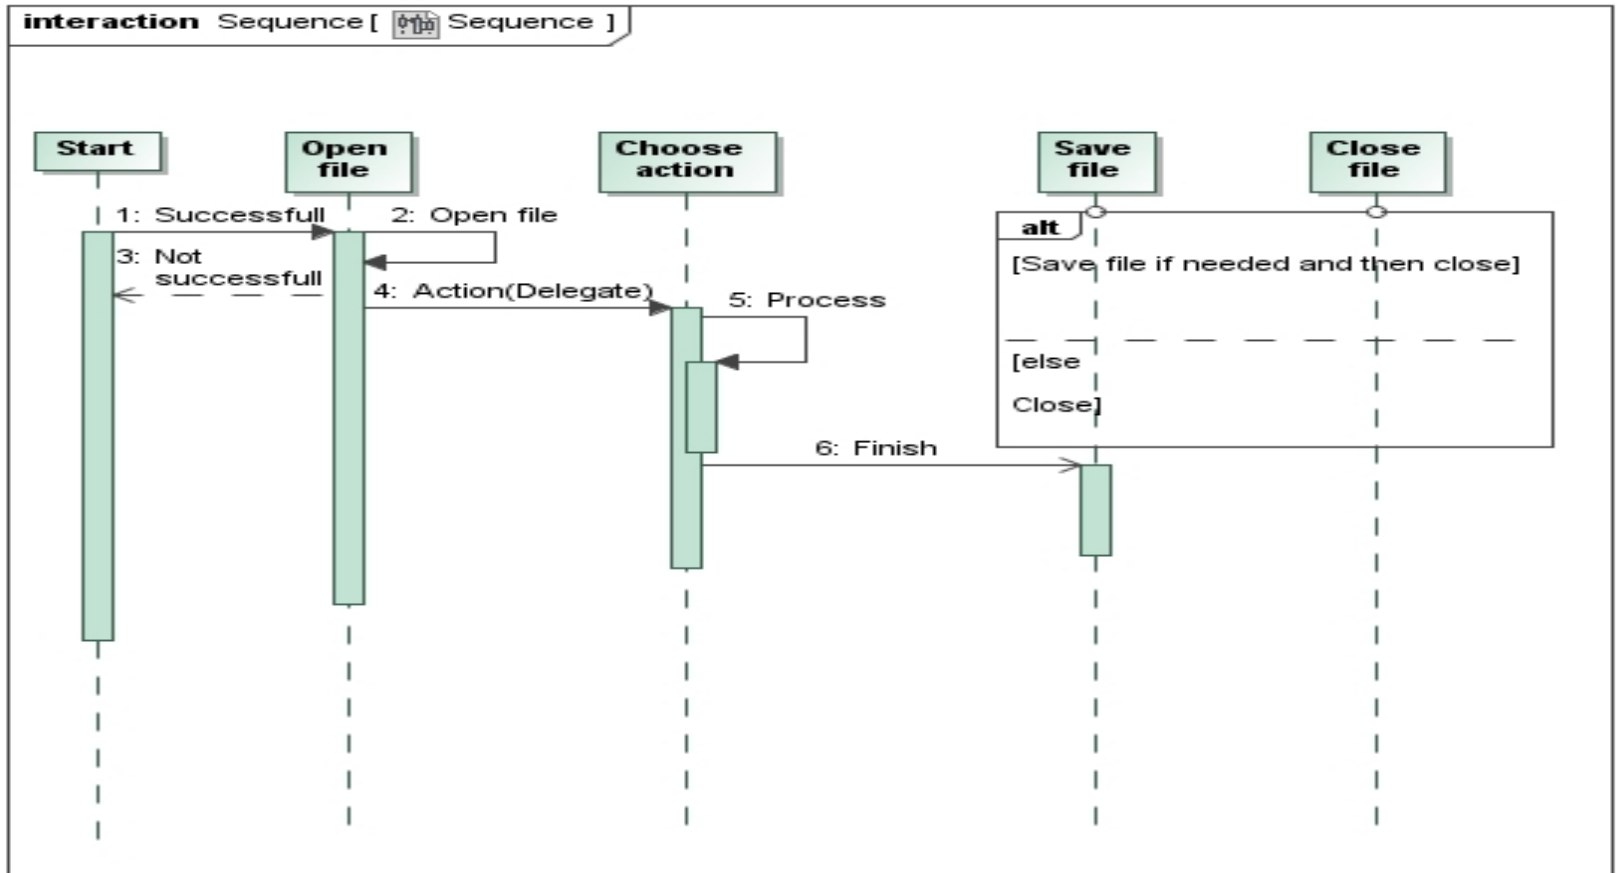 interaction Sequence [ Sequence ]
Start
Open
file
Choose
action
Save
file
Close
file
1: Successfull
2: Open file
3: Not
successfull
4: Action(Delegate)
5: Process
alt
[Save file if needed and then close]
[else
Close]
6: Finish